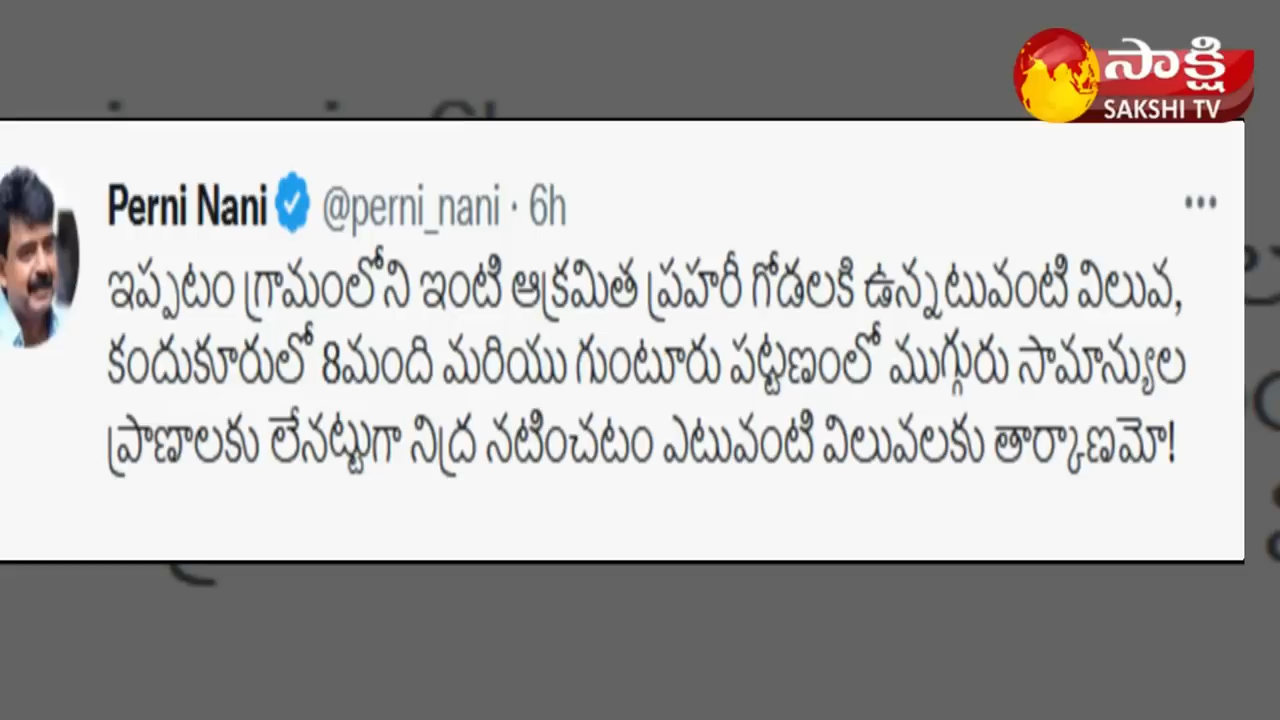 సాక్షి
SAKSHI TV
Perni Nani @perni_nani · 6h
ఇప్పటం గ్రామంలోని ఇంటి ఆక్రమిత ప్రహరీ గోడలకి ఉన్నటువంటి విలువ,
కందుకూరులో 8మంది మరియు గుంటూరు పట్టణంలో ముగ్గురు సామాన్యుల
ప్రాణాలకు లేనట్టుగా నిద్ర నటించటం ఎటువంటి విలువలకు తార్కాణమో!